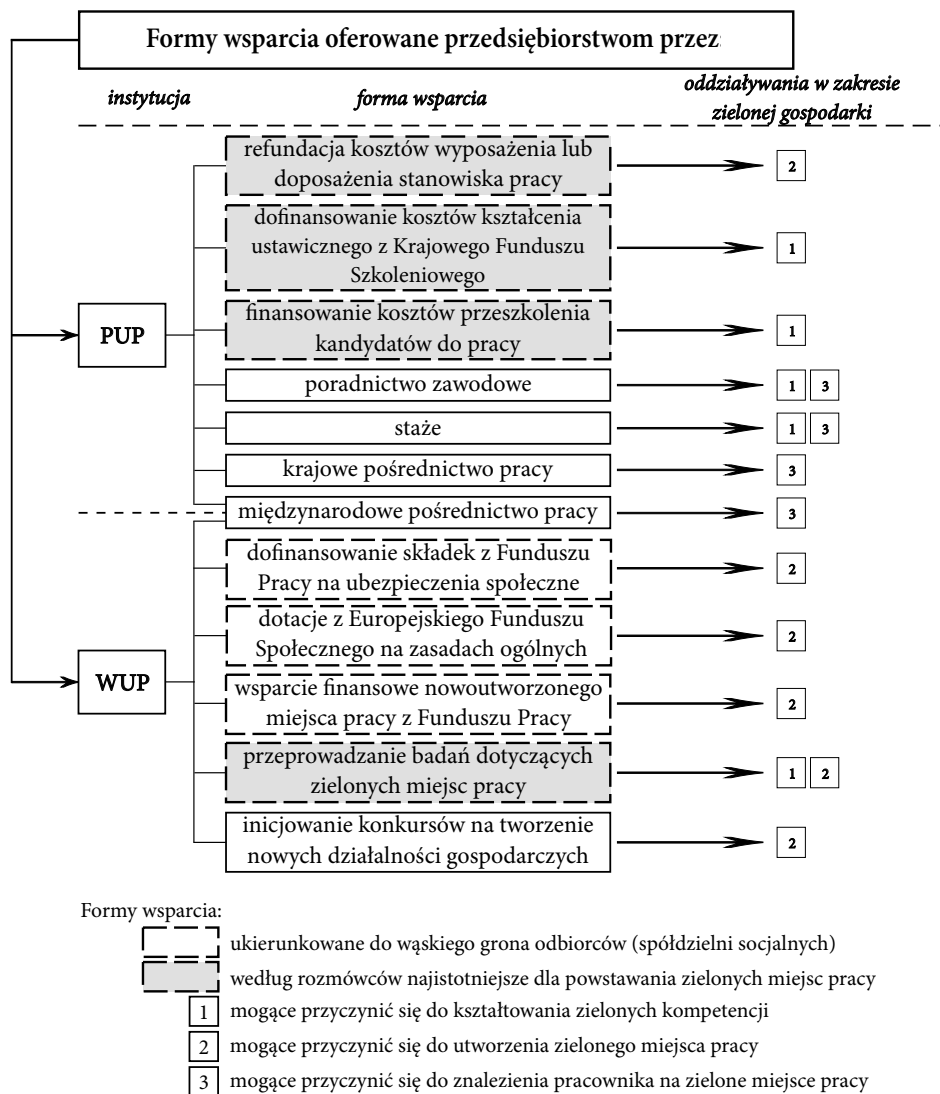 Formy wsparcia oferowane przedsiębiorstwom przez:
instytucja
forma wsparcia
oddziaływania w zakresie
zielonej gospodarki
PUP
refundacja kosztów wyposażenia lub
doposażenia stanowiska pracy
2
dofinansowanie kosztów kształcenia
ustawicznego z Krajowego Funduszu
Szkoleniowego
1
finansowanie kosztów przeszkolenia
kandydatów do pracy
1
poradnictwo zawodowe
1 3
staże
1 3
krajowe pośrednictwo pracy
3
międzynarodowe pośrednictwo pracy
3
WUP
dofinansowanie składek z Funduszu
Pracy na ubezpieczenia społeczne
2
dotacje z Europejskiego Funduszu
Społecznego na zasadach ogólnych
2
wsparcie finansowe nowoutworzonego
miejsca pracy z Funduszu Pracy
2
przeprowadzanie badań dotyczących
zielonych miejsc pracy
1 2
inicjowanie konkursów na tworzenie
nowych działalności gospodarczych
2
Formy wsparcia:
ukierunkowane do wąskiego grona odbiorców (spółdzielni socjalnych)
według rozmówców najistotniejsze dla powstawania zielonych miejsc pracy
1 mogące przyczynić się do kształtowania zielonych kompetencji
2 mogące przyczynić się do utworzenia zielonego miejsca pracy
3 mogące przyczynić się do znalezienia pracownika na zielone miejsce pracy